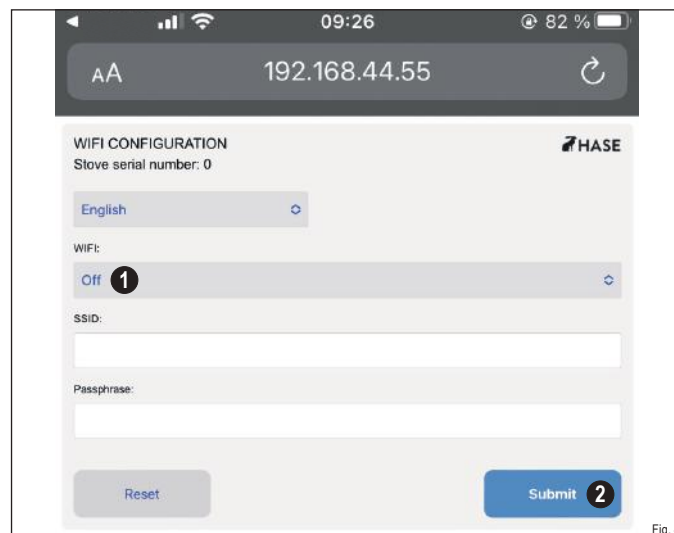 09:26
82 %
AA
192.168.44.55
WIFI CONFIGURATION
HASE
Stove serial number: 0
English
WIFI:
Off 1
SSID:
Passphrase:
Reset
Submit 2
Fig.